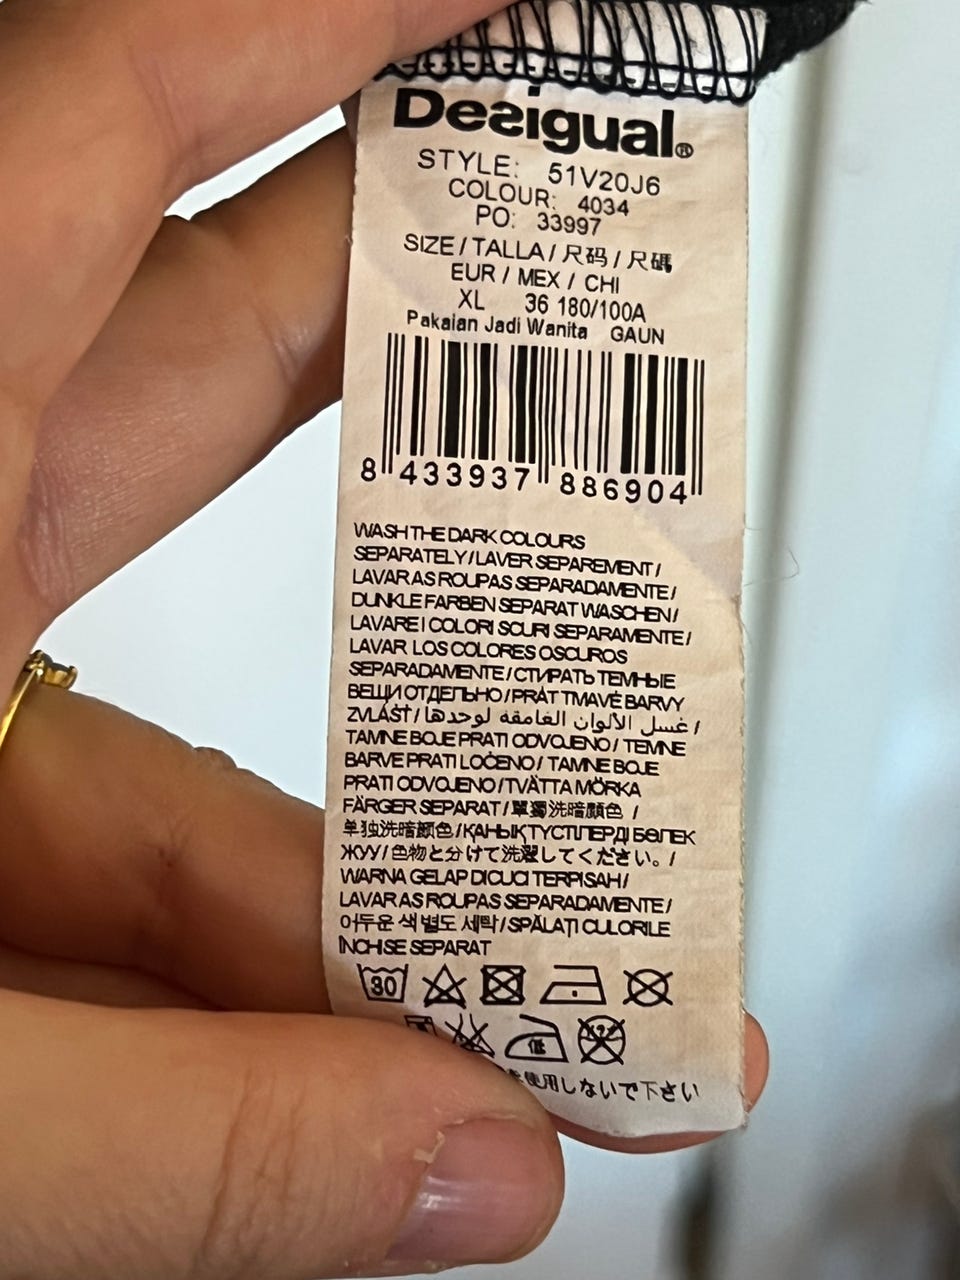 Desigual®
STYLE: 51V20J6
COLOUR: 4034
PO: 33997
SIZE / TALLA / 尺码 / 尺碼
EUR / MEX / CHI
XL 36 180/100A
Pakaian Jadi Wanita GAUN
8 433937 886904
WASH THE DARK COLOURS
SEPARATELY / LAVER SEPAREMENT /
LAVAR AS ROUPAS SEPARADAMENTE /
DUNKLE FARBEN SEPARAT WASCHEN /
LAVARE I COLORI SCURI SEPARAMENTE /
LAVAR LOS COLORES OSCUROS
SEPARADAMENTE / СТИРАТЬ ТЕМНЫЕ
ВЕЩИ ОТДЕЛЬНО / PRÁT TMAVÉ BARVY
ZVLÁŠŤ / غسل الألوان الغامقة لوحدها /
TAMNE BOJE PRATI ODVOJENO / TEMNE
BARVE PRATI LOČENO / TAMNE BOJE
PRATI ODVOJENO / TVÄTTA MÖRKA
FÄRGER SEPARAT / 單獨洗暗顏色 /
单独洗暗顏色 / ҚАНЫҚ ТҮСТІЛЕРДІ БӨЛЕК
ЖУУ / 色物と分けて洗濯してください。 /
WARNA GELAP DICUCI TERPISAH /
LAVAR AS ROUPAS SEPARADAMENTE /
어두운 색 별도 세탁 / SPĂLAȚI CULORILE
ÎNCHISE SEPARAT
30
低
使用しないで下さい